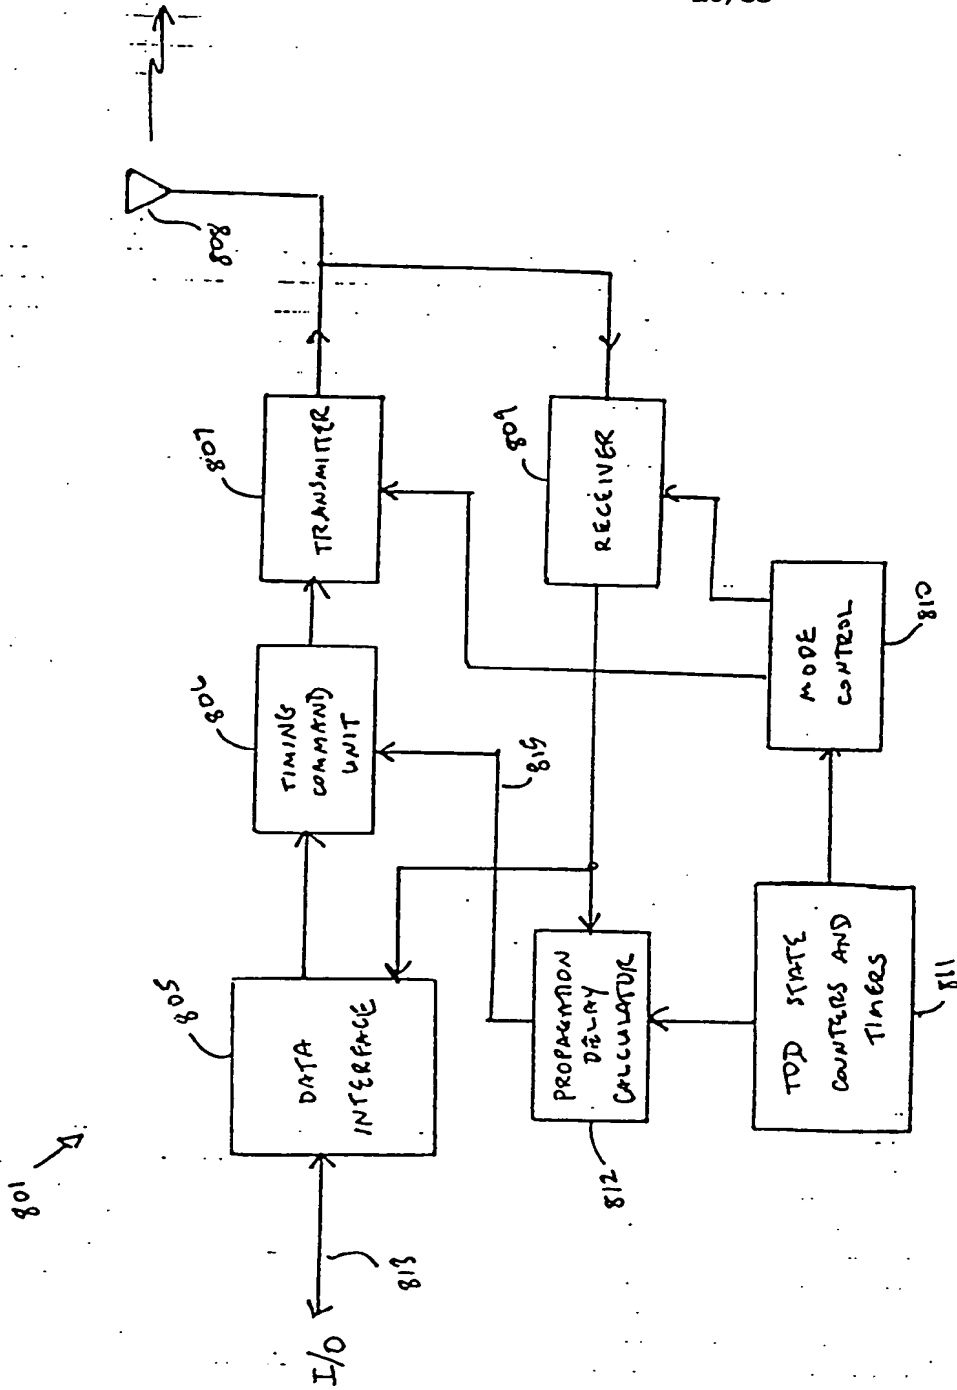 801
I/O
813
805
DATA
INTERFACE
806
TIMING
COMMAND
UNIT
815
807
TRANSMITTER
808
809
RECEIVER
812
PROPAGATION
DELAY
CALCULATOR
810
MODE
CONTROL
811
TDD STATE
COUNTERS AND
TIMERS